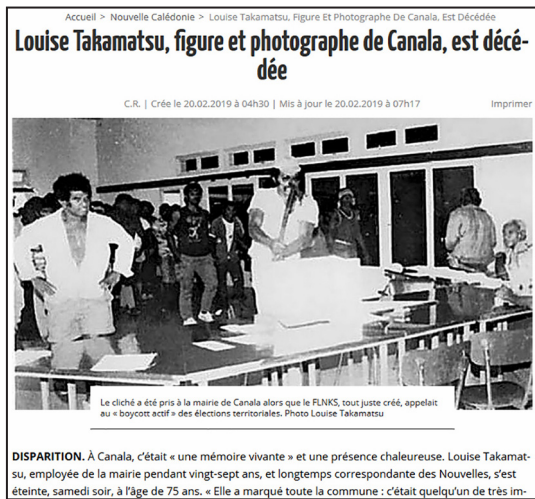 Accueil > Nouvelle Calédonie > Louise Takamatsu, Figure Et Photographe De Canala, Est Décédée
Louise Takamatsu, figure et photographe de Canala, est décé-
dée
C.R. | Crée le 20.02.2019 à 04h30 | Mis à jour le 20.02.2019 à 07h17 Imprimer
Le cliché a été pris à la mairie de Canala alors que le FLNKS, tout juste créé, appelait
au « boycott actif » des élections territoriales. Photo Louise Takamatsu
DISPARITION. À Canala, c'était « une mémoire vivante » et une présence chaleureuse. Louise Takamat-
su, employée de la mairie pendant vingt-sept ans, et longtemps correspondante des Nouvelles, s'est
éteinte, samedi soir, à l'âge de 75 ans. « Elle a marqué toute la commune : c'était quelqu'un de très im-